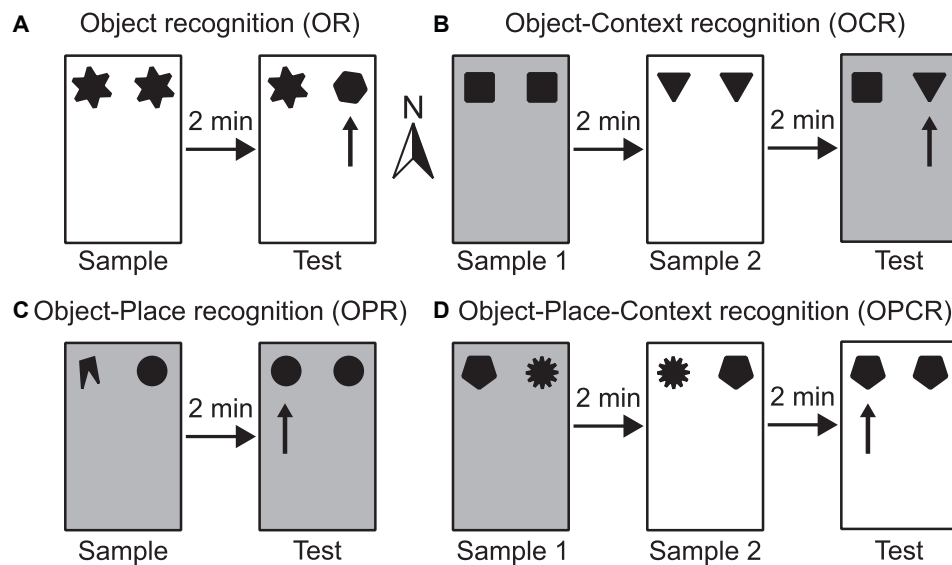 A Object recognition (OR)
2 min
Sample
Test
N
B Object-Context recognition (OCR)
2 min
2 min
Sample 1
Sample 2
Test
C Object-Place recognition (OPR)
2 min
Sample
Test
D Object-Place-Context recognition (OPCR)
2 min
2 min
Sample 1
Sample 2
Test